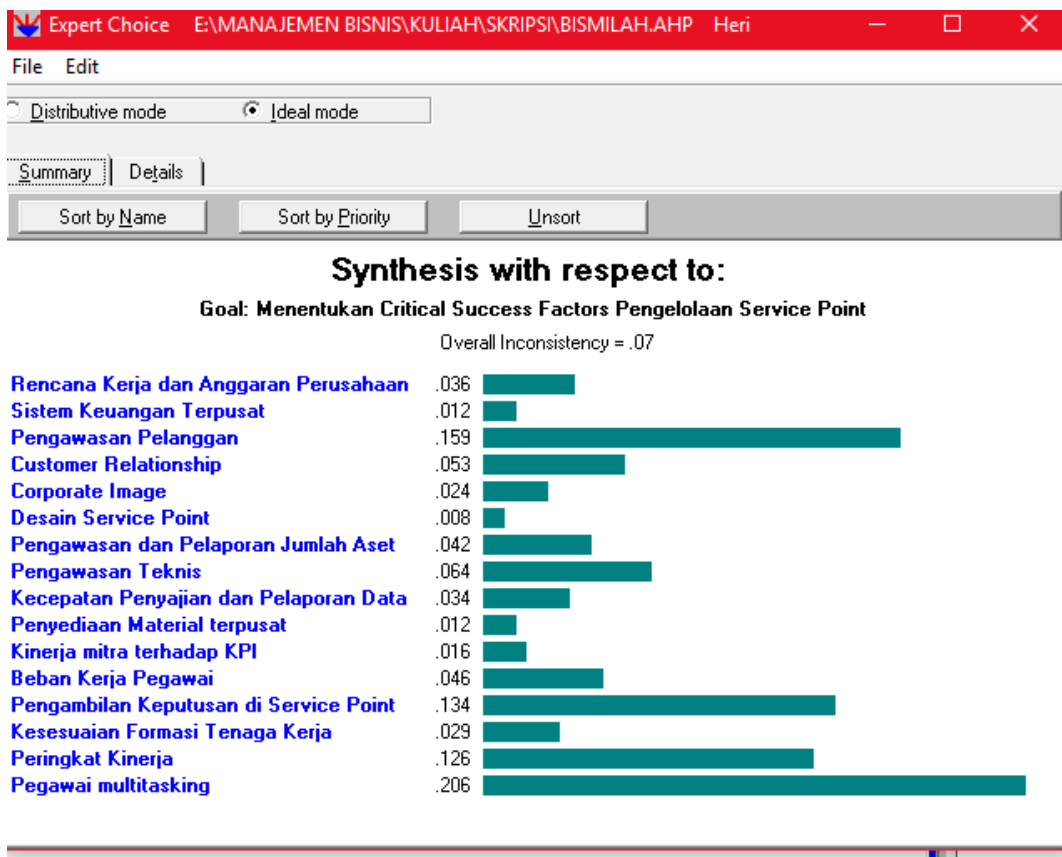 Expert Choice E:\MANAJEMEN BISNIS\KULIAH\SKRIPSI\BISMILAH.AHP Heri
File Edit
Distributive mode Ideal mode
Summary Details
Sort by Name Sort by Priority Unsort
Synthesis with respect to:
Goal: Menentukan Critical Success Factors Pengelolaan Service Point
Overall Inconsistency = .07
Rencana Kerja dan Anggaran Perusahaan .036
Sistem Keuangan Terpusat .012
Pengawasan Pelanggan .159
Customer Relationship .053
Corporate Image .024
Desain Service Point .008
Pengawasan dan Pelaporan Jumlah Aset .042
Pengawasan Teknis .064
Kecepatan Penyajian dan Pelaporan Data .034
Penyediaan Material terpusat .012
Kinerja mitra terhadap KPI .016
Beban Kerja Pegawai .046
Pengambilan Keputusan di Service Point .134
Kesesuaian Formasi Tenaga Kerja .029
Peringkat Kinerja .126
Pegawai multitasking .206